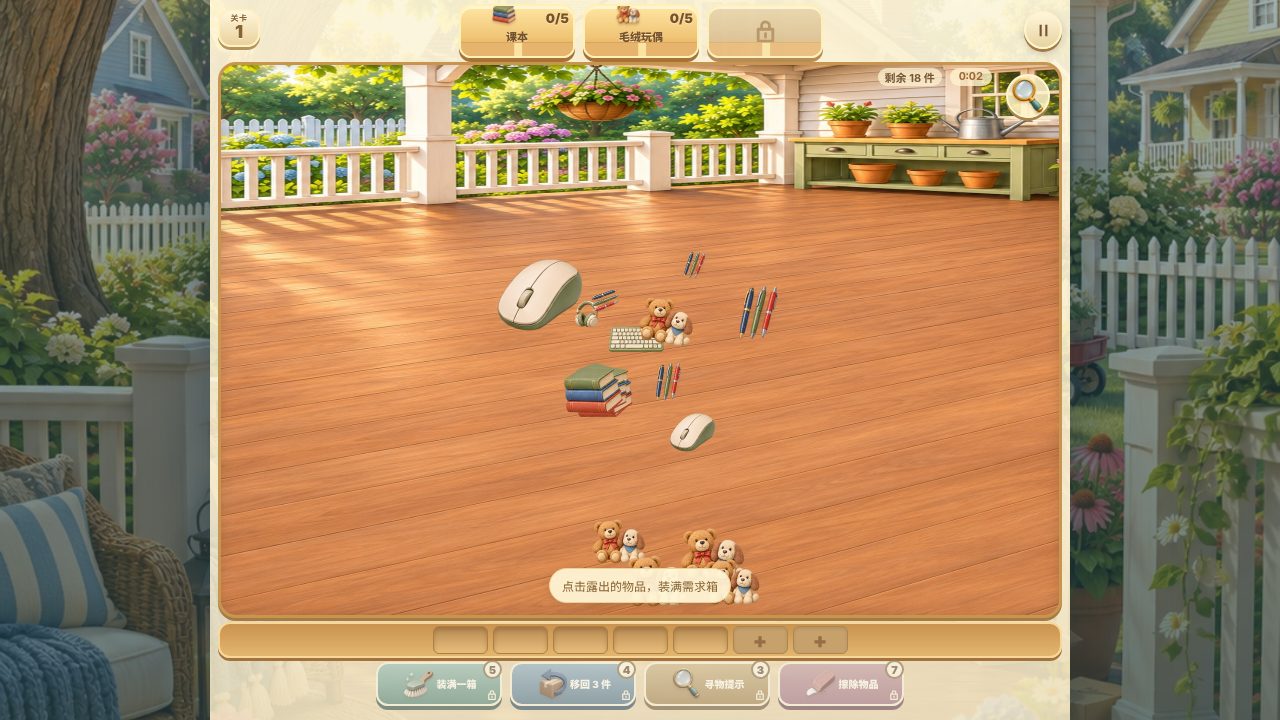 关卡
1
0/5
课本
0/5
毛绒玩偶
剩余 18 件
0:02
点击露出的物品，装满需求箱
装满一箱
5
移回 3 件
4
寻物提示
3
擦除物品
7